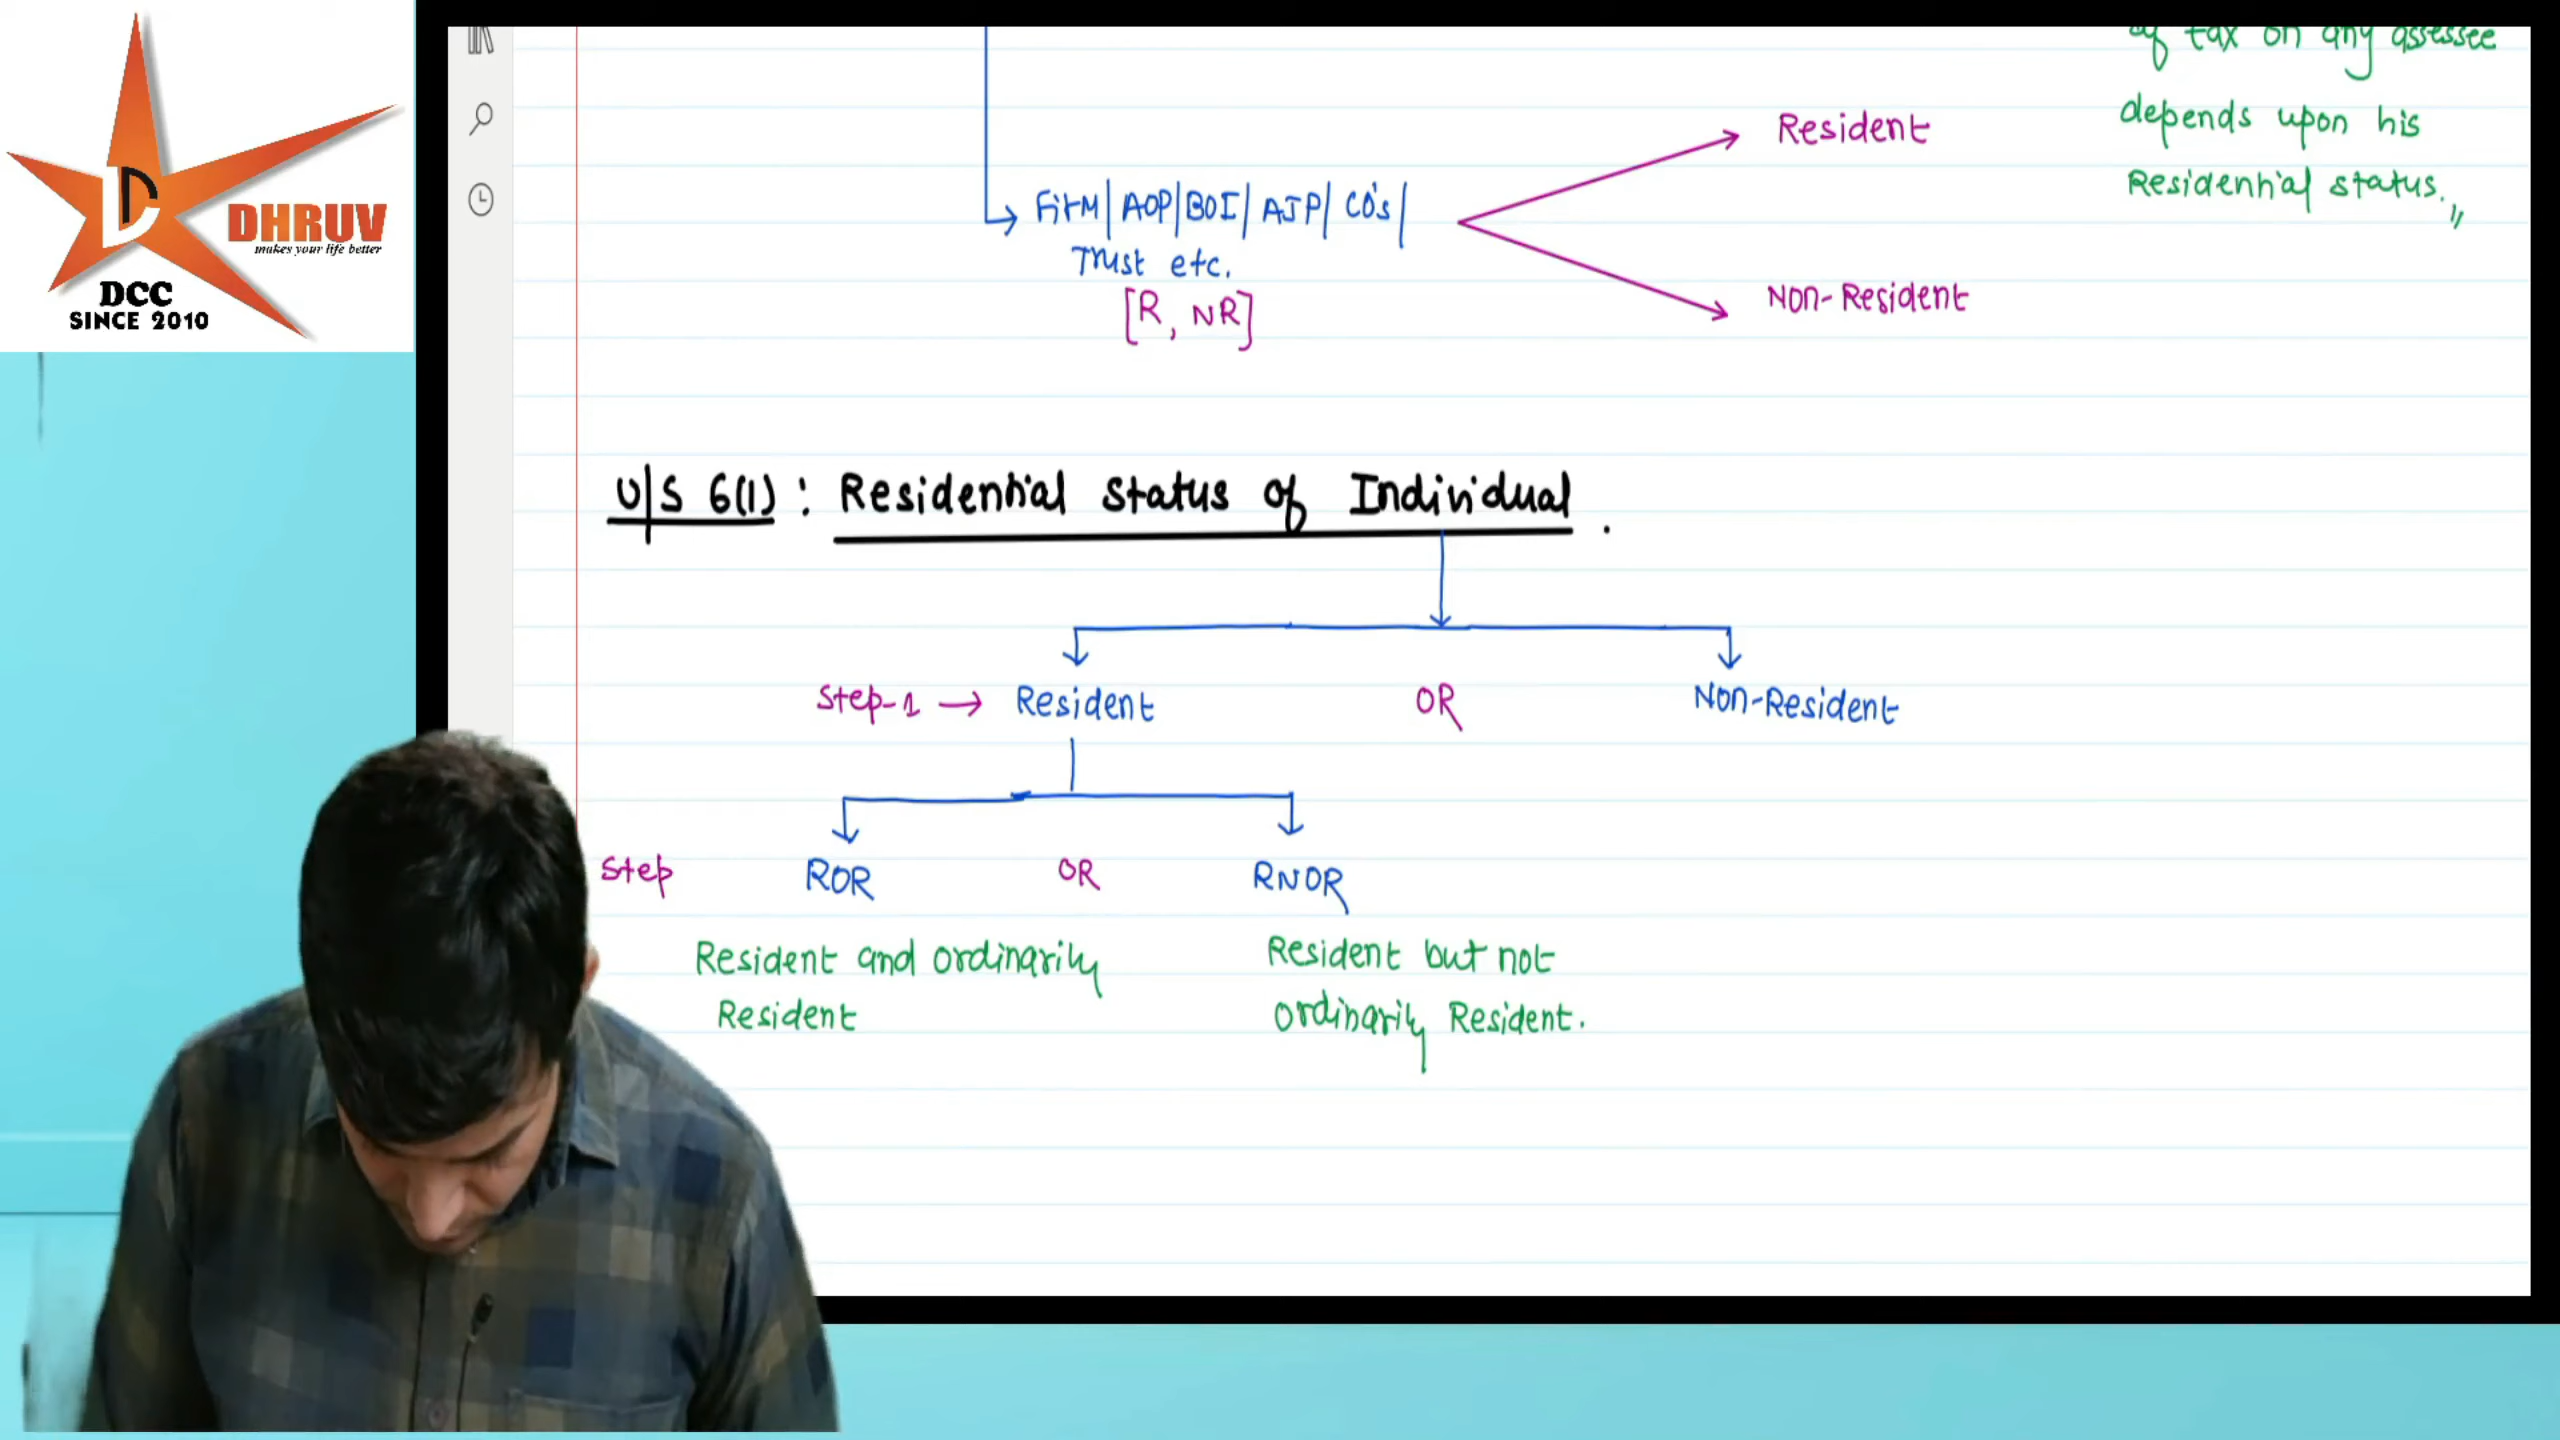 DHRUV
makes your life better
DCC
SINCE 2010
of tax on any assessee
depends upon his
Residential status.
Firm| AOP|BOI| AJP| CO's|
Trust etc.
[R, NR]
Resident
Non-Resident
U|S 6(1) : Residential Status of Individual.
Step-1 → Resident OR Non-Resident
Step ROR OR RNOR
Resident and ordinarily
Resident
Resident but not
ordinarily Resident.